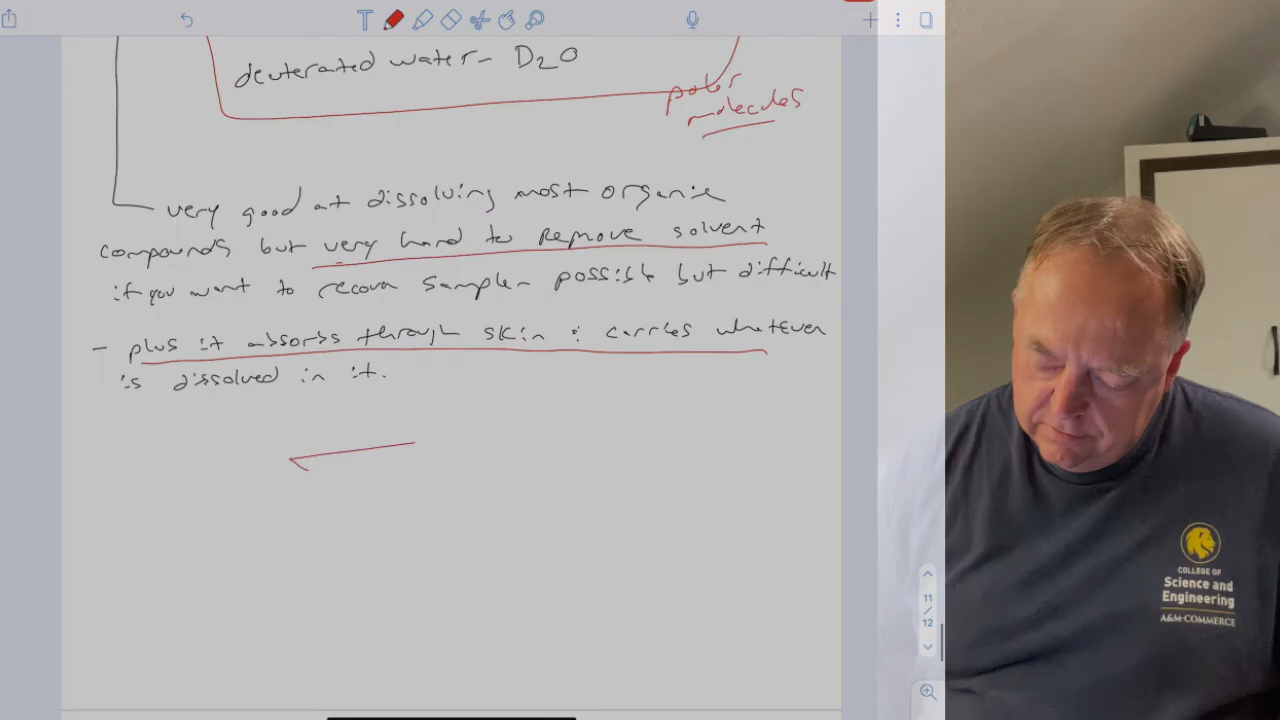 deuterated water- D2O
polar
molecules
very good at dissolving most organic
compounds but very hard to remove solvent
if you want to recover sample- possible but difficult
- plus it absorbs through skin & carries whatever
is dissolved in it.
11
/
12
COLLEGE OF
Science and
Engineering
A&M-COMMERCE